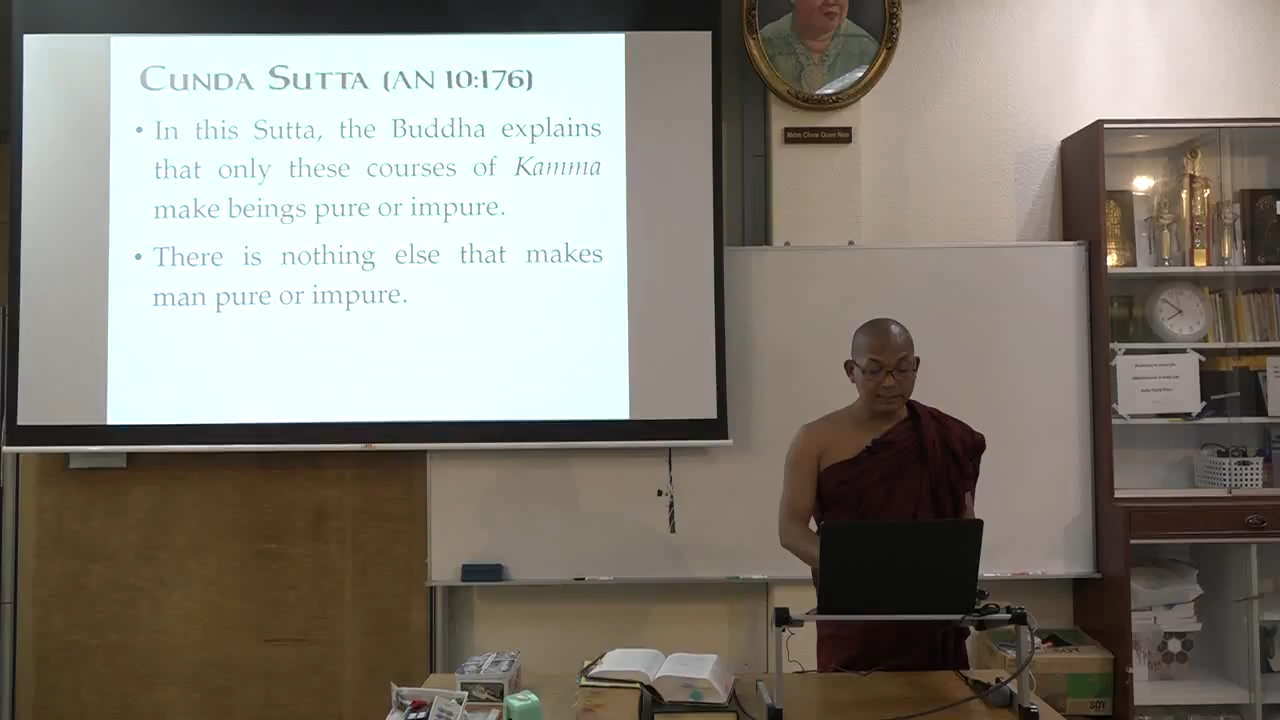 CUNDA SUTTA (AN 10:176)
• In this Sutta, the Buddha explains
that only these courses of Kamma
make beings pure or impure.
• There is nothing else that makes
man pure or impure.